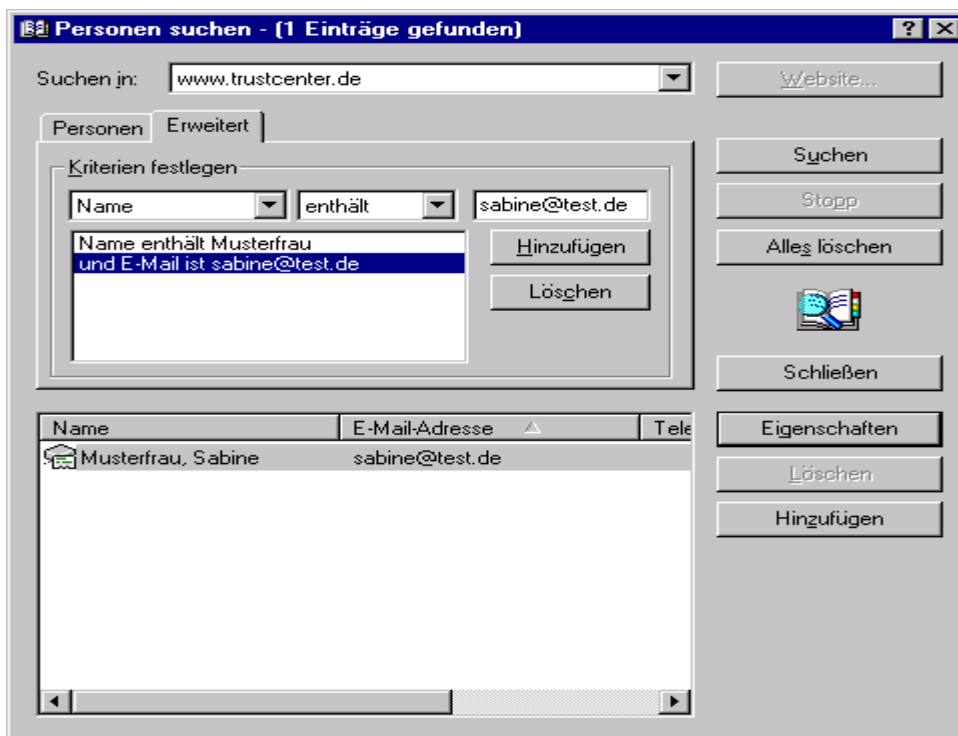 Personen suchen - (1 Einträge gefunden)
Suchen in: www.trustcenter.de
Website...
Personen Erweitert
Kriterien festlegen
Name enthält sabine@test.de
Name enthält Musterfrau
und E-Mail ist sabine@test.de
Hinzufügen
Löschen
Suchen
Stopp
Alles löschen
Schließen
Name E-Mail-Adresse Tele
Musterfrau, Sabine sabine@test.de
Eigenschaften
Löschen
Hinzufügen